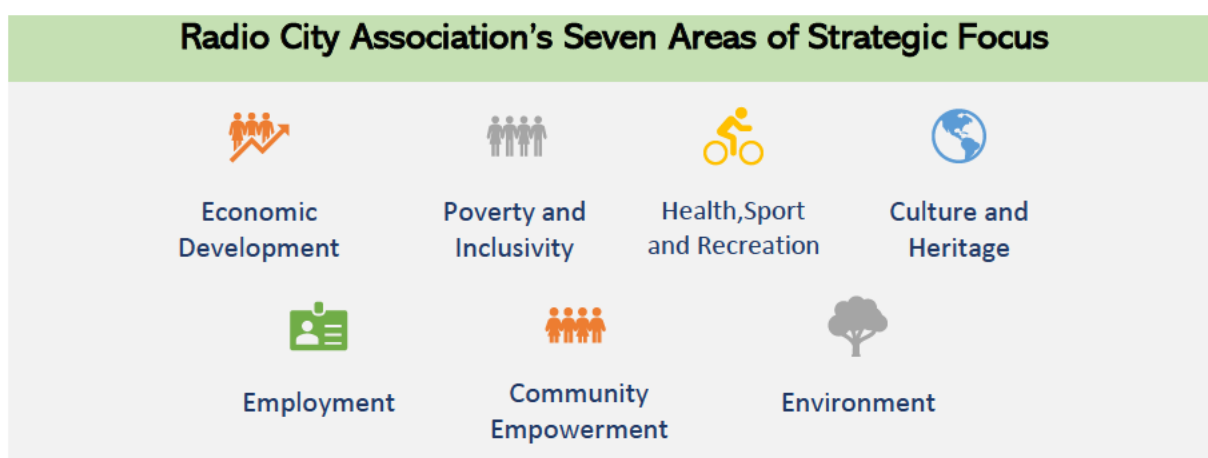 Radio City Association's Seven Areas of Strategic Focus
Economic
Development
Poverty and
Inclusivity
Health,Sport
and Recreation
Culture and
Heritage
Employment
Community
Empowerment
Environment